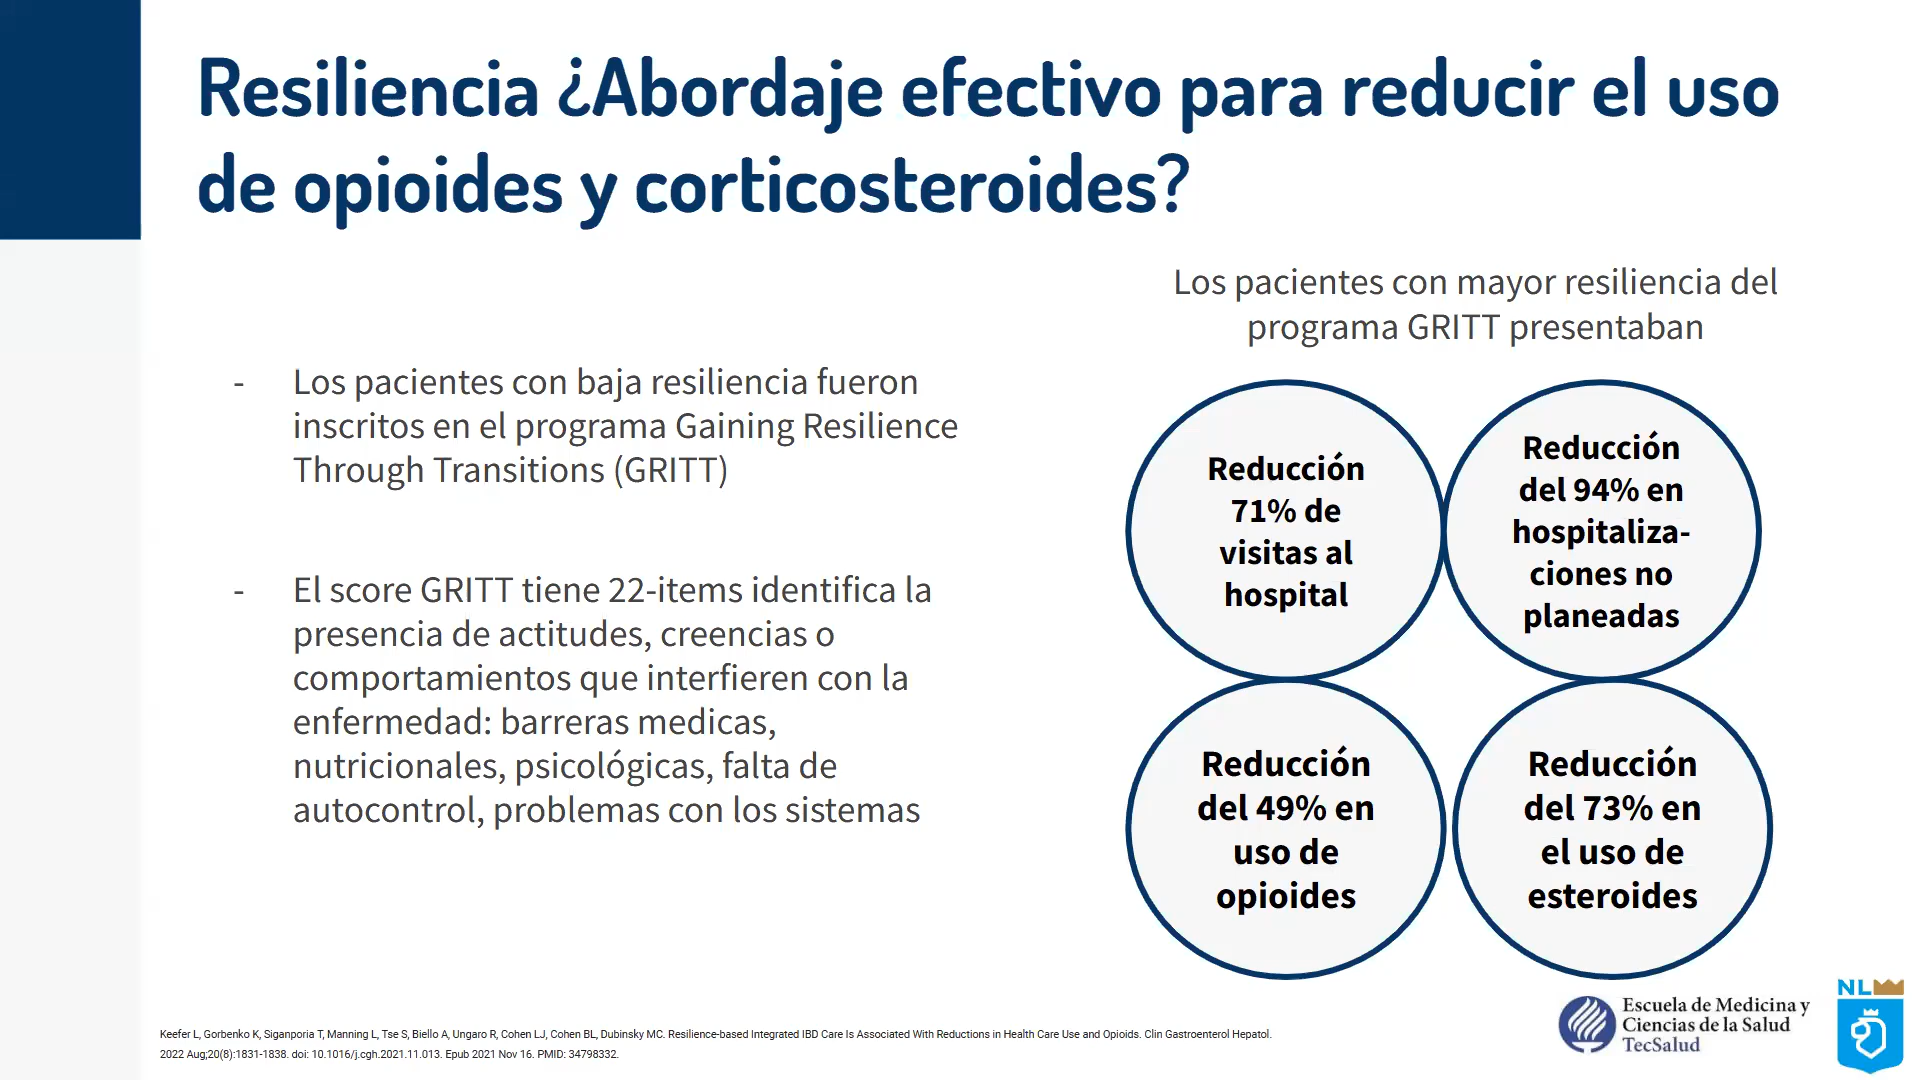 Resiliencia ¿Abordaje efectivo para reducir el uso
de opioides y corticosteroides?
- Los pacientes con baja resiliencia fueron
inscritos en el programa Gaining Resilience
Through Transitions (GRITT)
- El score GRITT tiene 22-items identifica la
presencia de actitudes, creencias o
comportamientos que interfieren con la
enfermedad: barreras medicas,
nutricionales, psicológicas, falta de
autocontrol, problemas con los sistemas
Los pacientes con mayor resiliencia del
programa GRITT presentaban
Reducción
71% de
visitas al
hospital
Reducción
del 94% en
hospitaliza-
ciones no
planeadas
Reducción
del 49% en
uso de
opioides
Reducción
del 73% en
el uso de
esteroides
Keefer L, Gorbenko K, Siganporia T, Manning L, Tse S, Biello A, Ungaro R, Cohen LJ, Cohen BL, Dubinsky MC. Resilience-based Integrated IBD Care Is Associated With Reductions in Health Care Use and Opioids. Clin Gastroenterol Hepatol.
2022 Aug;20(8):1831-1838. doi: 10.1016/j.cgh.2021.11.013. Epub 2021 Nov 16. PMID: 34798332.
Escuela de Medicina y
Ciencias de la Salud
TecSalud
NL